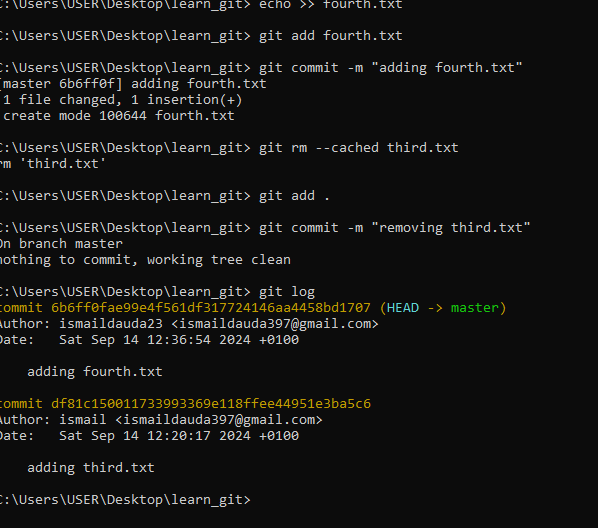 C:\Users\USER\Desktop\learn_git> echo >> fourth.txt
C:\Users\USER\Desktop\learn_git> git add fourth.txt
C:\Users\USER\Desktop\learn_git> git commit -m "adding fourth.txt"
[master 6b6ff0f] adding fourth.txt
1 file changed, 1 insertion(+)
create mode 100644 fourth.txt
C:\Users\USER\Desktop\learn_git> git rm --cached third.txt
rm 'third.txt'
C:\Users\USER\Desktop\learn_git> git add .
C:\Users\USER\Desktop\learn_git> git commit -m "removing third.txt"
On branch master
nothing to commit, working tree clean
C:\Users\USER\Desktop\learn_git> git log
commit 6b6ff0fae99e4f561df317724146aa4458bd1707 (HEAD -> master)
Author: ismaildauda23 <ismaildauda397@gmail.com>
Date: Sat Sep 14 12:36:54 2024 +0100
adding fourth.txt
commit df81c150011733993369e118ffee44951e3ba5c6
Author: ismail <ismaildauda397@gmail.com>
Date: Sat Sep 14 12:20:17 2024 +0100
adding third.txt
C:\Users\USER\Desktop\learn_git>